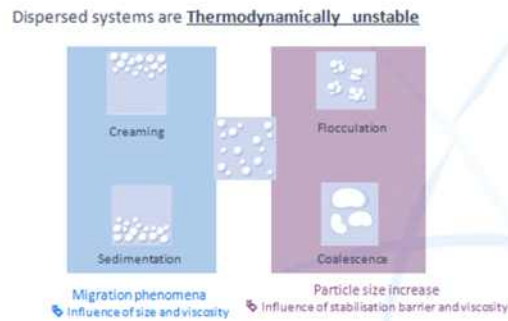 Dispersed systems are Thermodynamically unstable
Creaming
Flocculation
Sedimentation
Coalescence
Migration phenomena
Influence of size and viscosity
Particle size increase
Influence of stabilisation barrier and viscosity